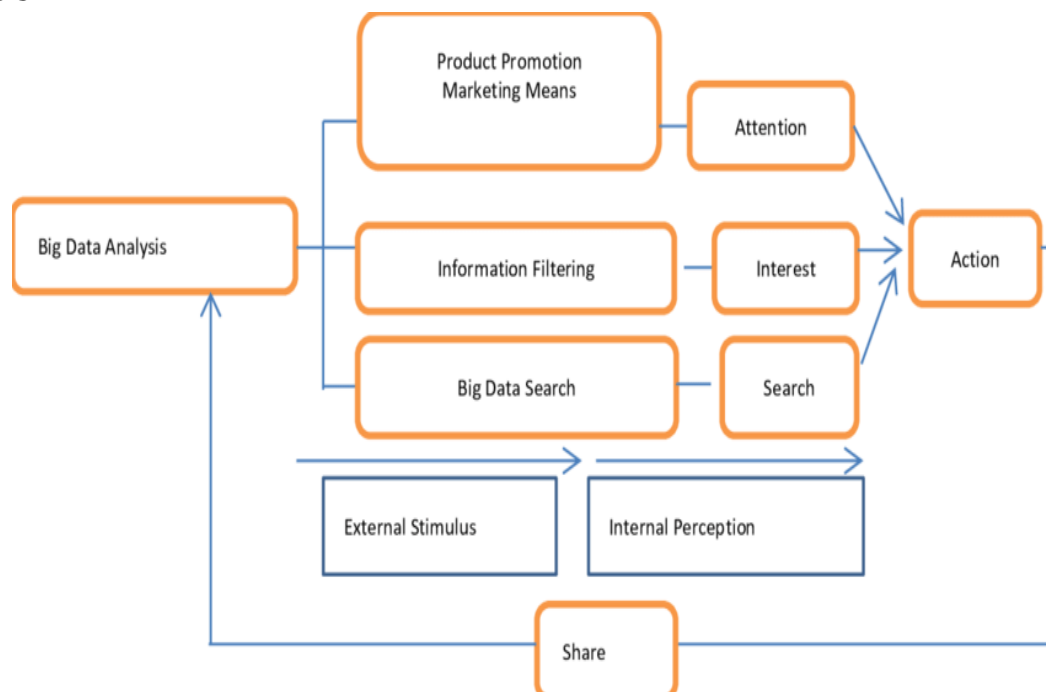 Product Promotion
Marketing Means
Attention
Big Data Analysis
Information Filtering
Interest
Action
Big Data Search
Search
External Stimulus
Internal Perception
Share